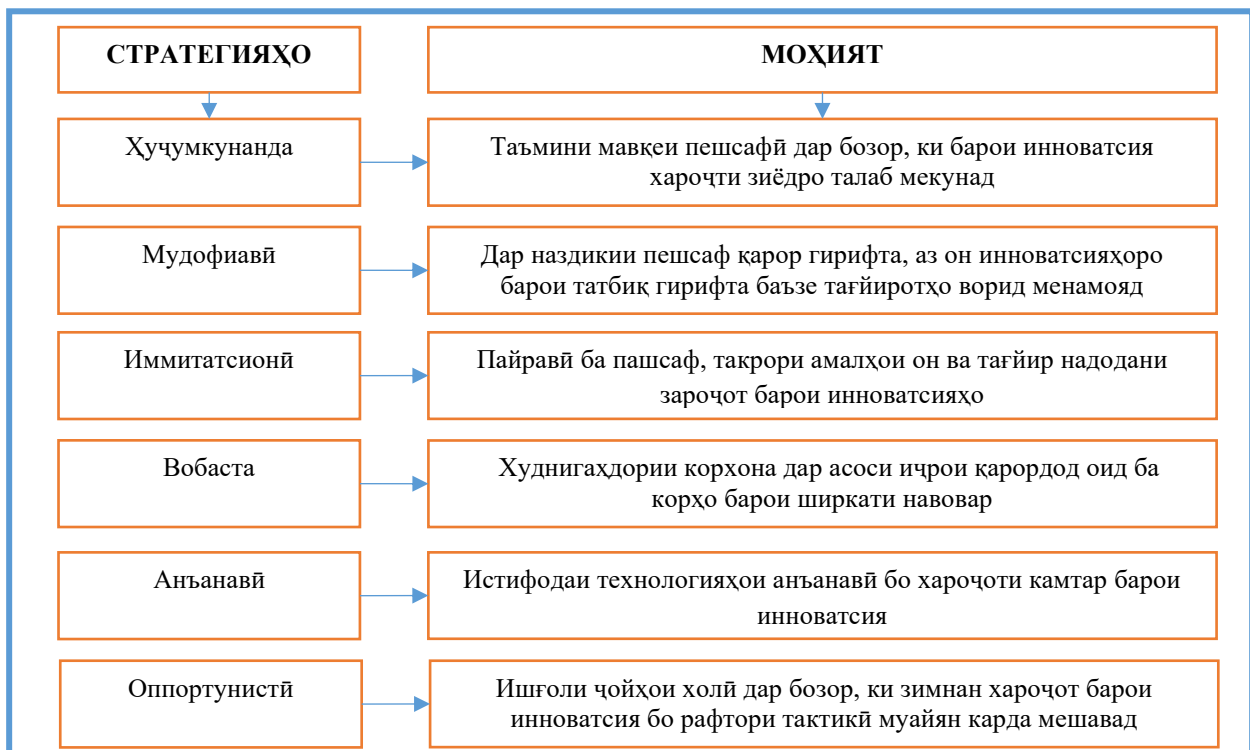 СТРАТЕГИЯҲО
МОҲИЯТ
Ҳуҷумкунанда
Таъмини мавқеи пешсафӣ дар бозор, ки барои инноватсия
хароҷти зиёдро талаб мекунад
Мудофиавӣ
Дар наздикии пешсаф қарор гирифта, аз он инноватсияҳоро
барои татбиқ гирифта баъзе тағйиротҳо ворид менамояд
Иммитатсионӣ
Пайравӣ ба пашсаф, такрори амалҳои он ва тағйир надодани
зароҷот барои инноватсияҳо
Вобаста
Худнигаҳдории корхона дар асоси иҷрои қарордод оид ба
корҳо барои ширкати навовар
Анъанавӣ
Истифодаи технологияҳои анъанавӣ бо хароҷоти камтар барои
инноватсия
Оппортунистӣ
Ишғоли ҷойҳои холӣ дар бозор, ки зимнан хароҷот барои
инноватсия бо рафтори тактикӣ муайян карда мешавад